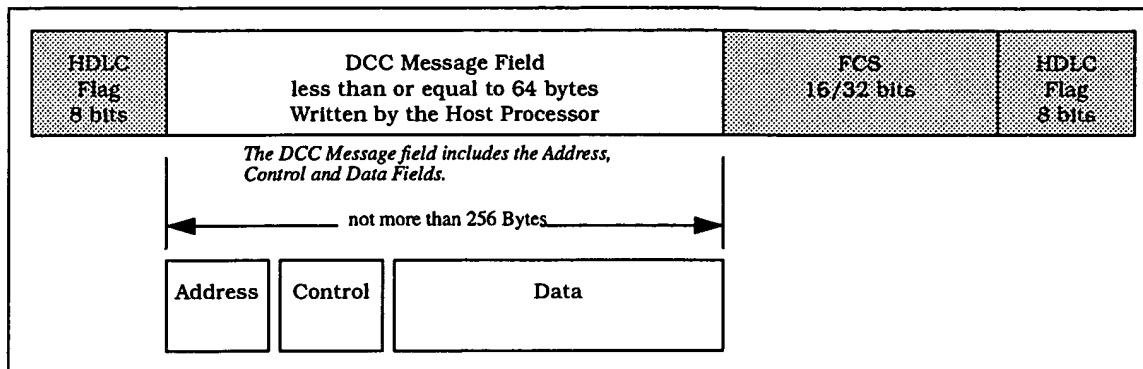 HDLC
Flag
8 bits
DCC Message Field
less than or equal to 64 bytes
Written by the Host Processor
FCS
16/32 bits
HDLC
Flag
8 bits
The DCC Message field includes the Address,
Control and Data Fields.
not more than 256 Bytes
Address
Control
Data